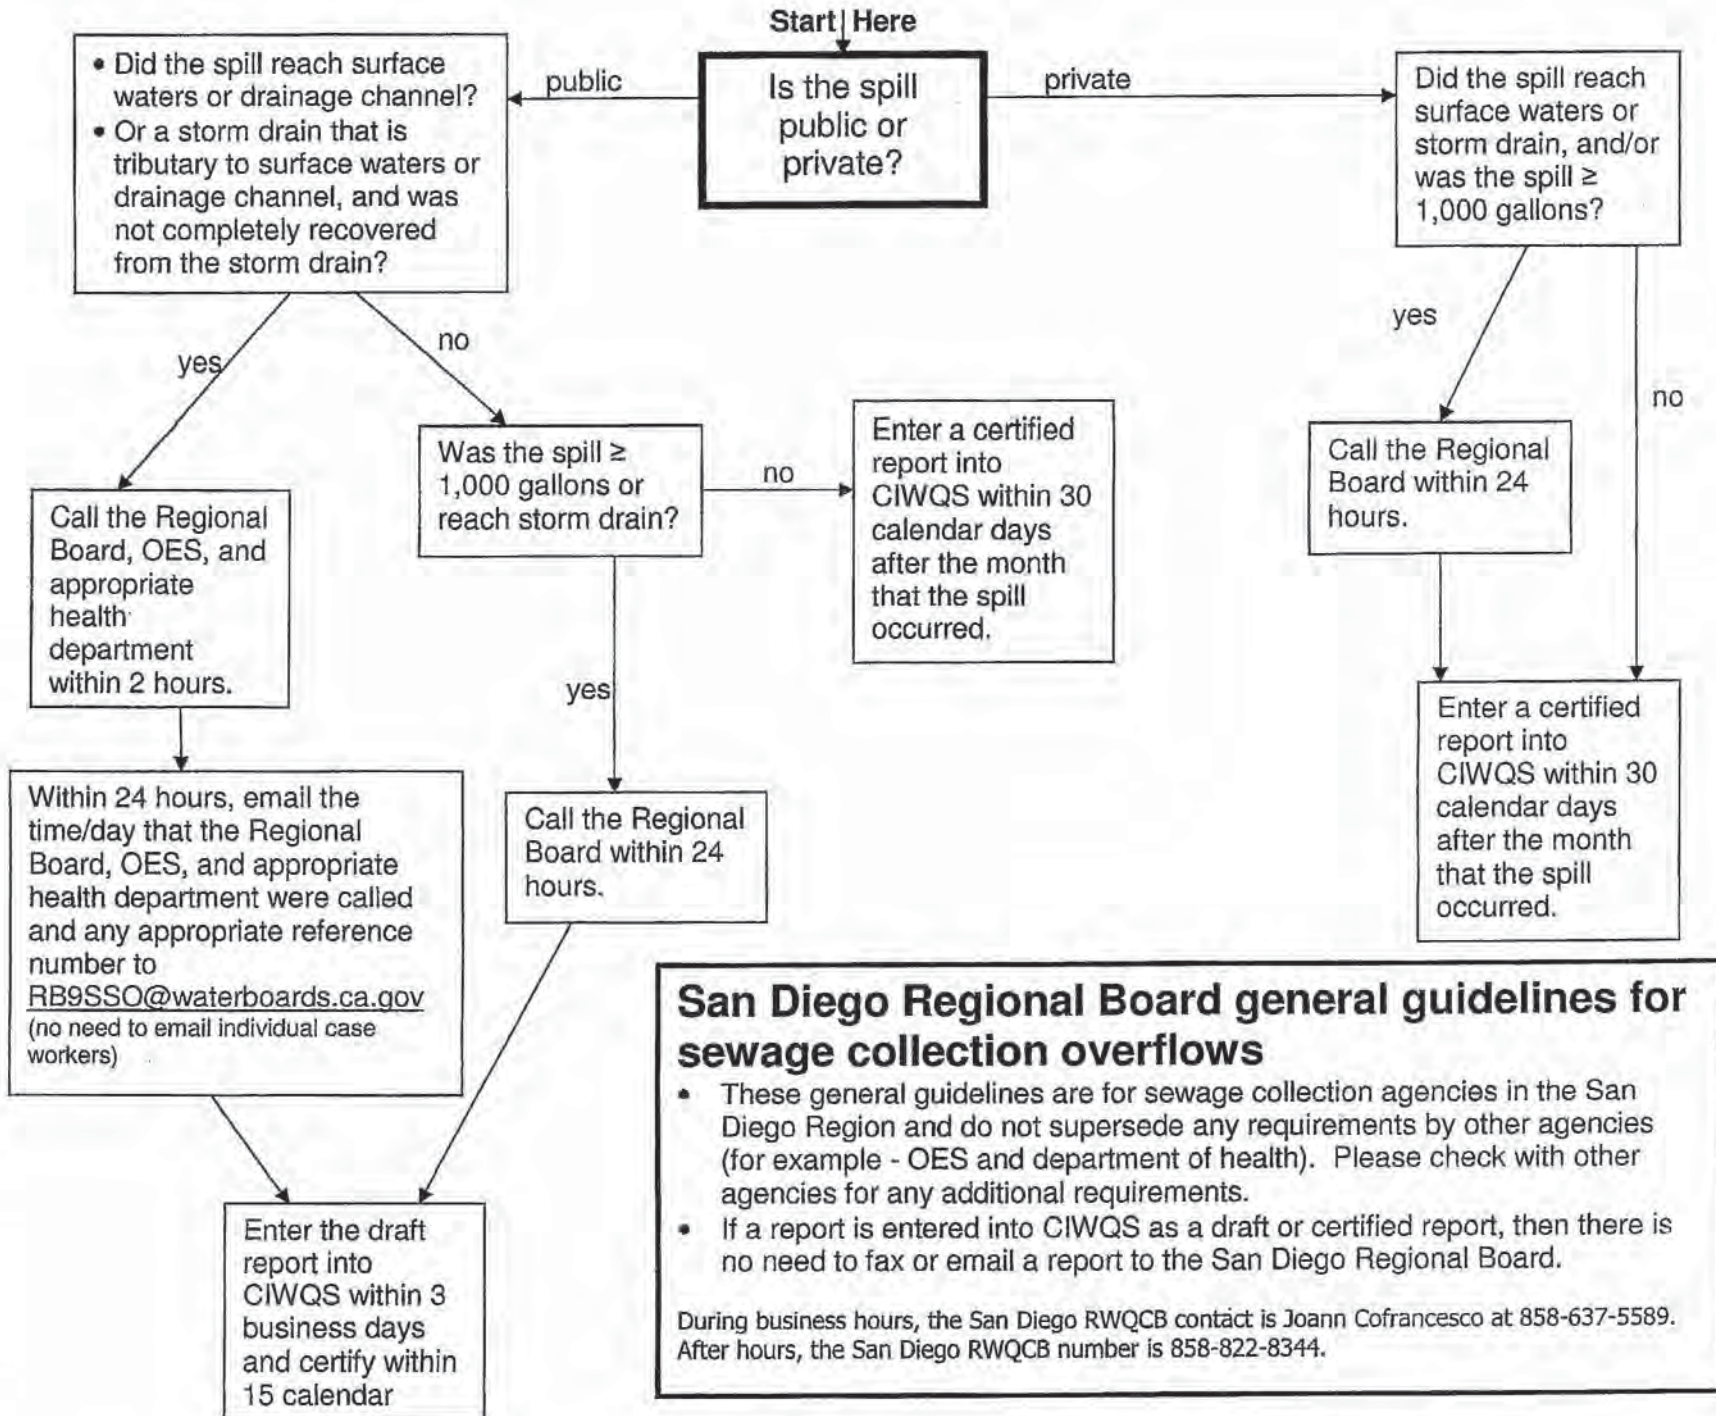 Start Here
Is the spill
public or
private?
public
private
• Did the spill reach surface
waters or drainage channel?
• Or a storm drain that is
tributary to surface waters or
drainage channel, and was
not completely recovered
from the storm drain?
Did the spill reach
surface waters or
storm drain, and/or
was the spill ≥
1,000 gallons?
yes
no
yes
no
Call the Regional
Board, OES, and
appropriate
health
department
within 2 hours.
Was the spill ≥
1,000 gallons or
reach storm drain?
no
yes
Enter a certified
report into
CIWQS within 30
calendar days
after the month
that the spill
occurred.
Call the Regional
Board within 24
hours.
Enter a certified
report into
CIWQS within 30
calendar days
after the month
that the spill
occurred.
Within 24 hours, email the
time/day that the Regional
Board, OES, and appropriate
health department were called
and any appropriate reference
number to
RB9SSO@waterboards.ca.gov
(no need to email individual case
workers)
Call the Regional
Board within 24
hours.
Enter the draft
report into
CIWQS within 3
business days
and certify within
15 calendar
San Diego Regional Board general guidelines for
sewage collection overflows
• These general guidelines are for sewage collection agencies in the San
Diego Region and do not supersede any requirements by other agencies
(for example - OES and department of health). Please check with other
agencies for any additional requirements.
• If a report is entered into CIWQS as a draft or certified report, then there is
no need to fax or email a report to the San Diego Regional Board.
During business hours, the San Diego RWQCB contact is Joann Cofrancesco at 858-637-5589.
After hours, the San Diego RWQCB number is 858-822-8344.